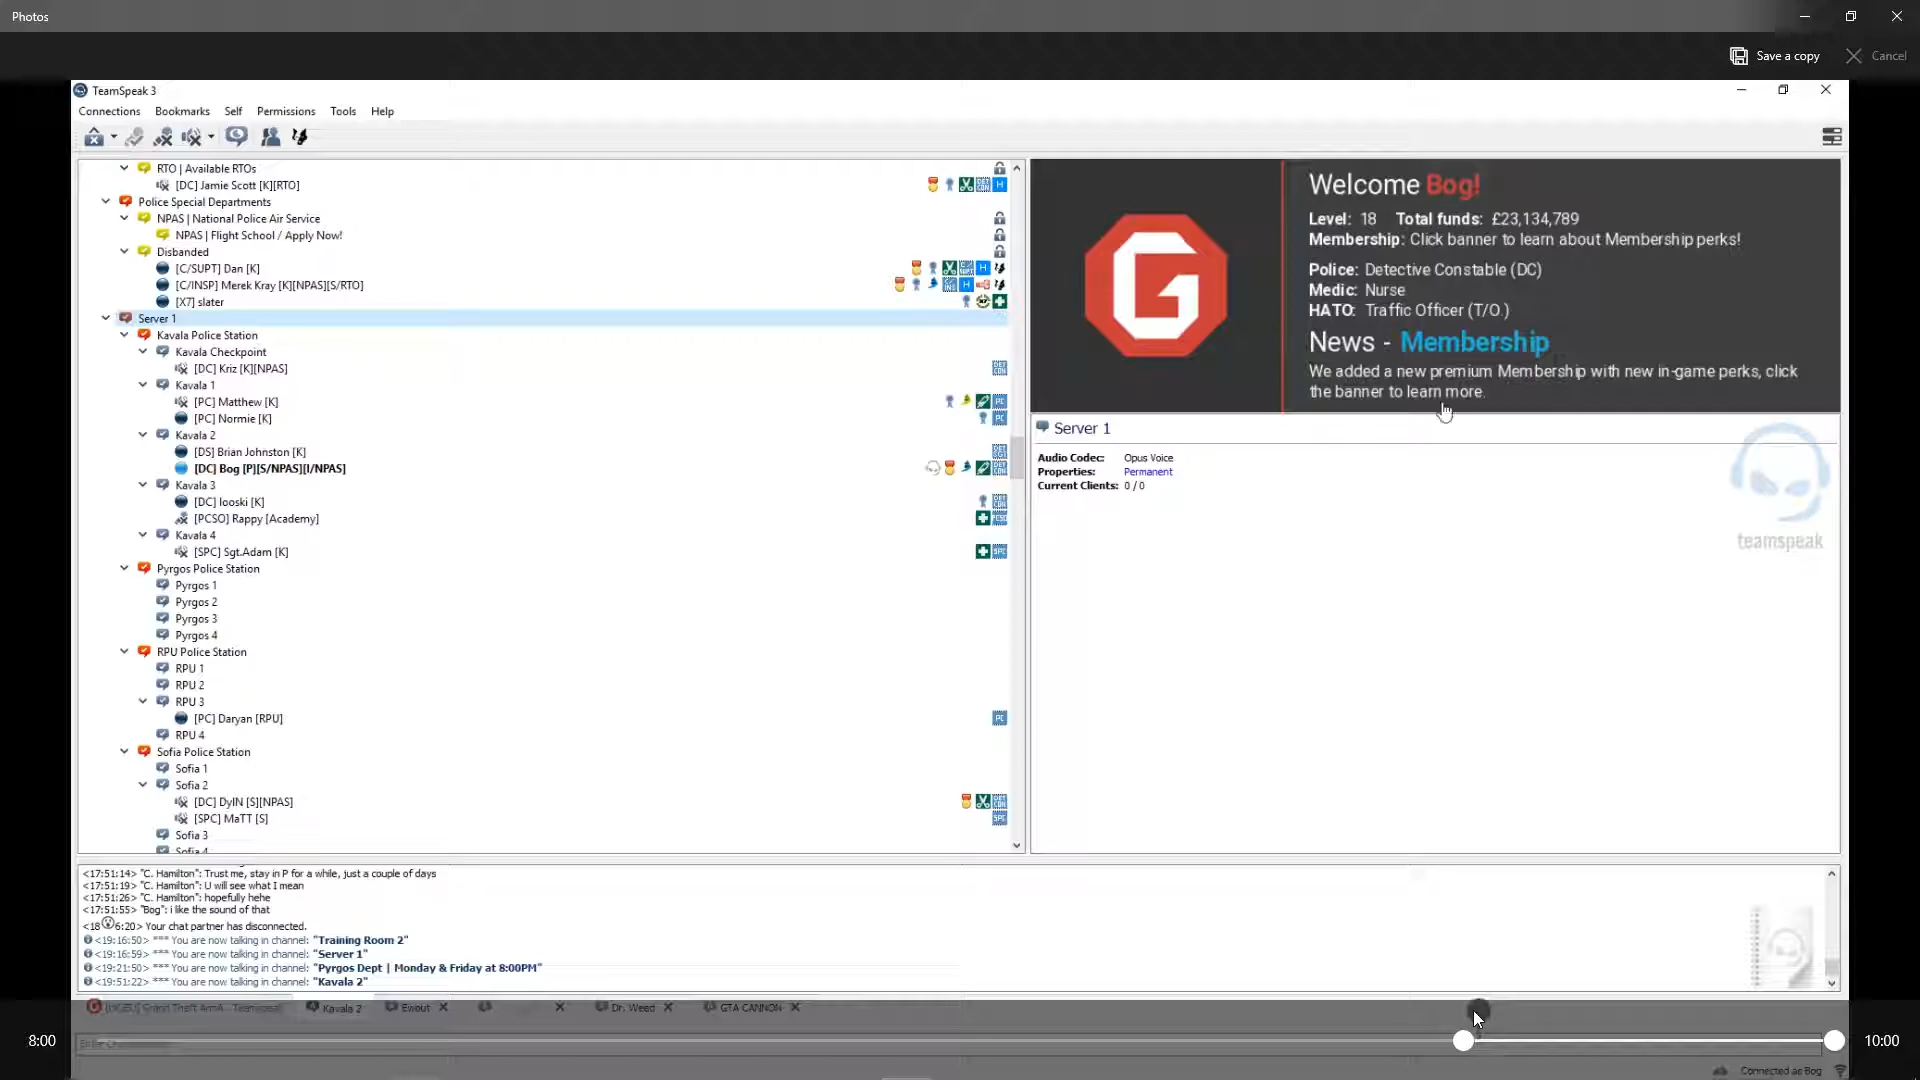 Photos
Save a copy
Cancel
TeamSpeak 3
Connections Bookmarks Self Permissions Tools Help
RTO | Available RTOs
[DC] Jamie Scott [K][RTO]
Police Special Departments
NPAS | National Police Air Service
NPAS | Flight School / Apply Now!
Disbanded
[C/SUPT] Dan [K]
[C/INSP] Merek Kray [K][NPAS][S/RTO]
[X7] slater
Server 1
Kavala Police Station
Kavala Checkpoint
[DC] Kriz [K][NPAS]
Kavala 1
[PC] Matthew [K]
[PC] Normie [K]
Kavala 2
[DS] Brian Johnston [K]
[DC] Bog [P][S/NPAS][I/NPAS]
Kavala 3
[DC] looski [K]
[PCSO] Rappy [Academy]
Kavala 4
[SPC] Sgt.Adam [K]
Pyrgos Police Station
Pyrgos 1
Pyrgos 2
Pyrgos 3
Pyrgos 4
RPU Police Station
RPU 1
RPU 2
RPU 3
[PC] Daryan [RPU]
RPU 4
Sofia Police Station
Sofia 1
Sofia 2
[DC] DylN [S][NPAS]
[SPC] MaTT [S]
Sofia 3
Sofia 4
Welcome Bog!
Level: 18 Total funds: £23,134,789
Membership: Click banner to learn about Membership perks!
Police: Detective Constable (DC)
Medic: Nurse
HATO: Traffic Officer (T/O.)
News - Membership
We added a new premium Membership with new in-game perks, click
the banner to learn more.
Server 1
Audio Codec: Opus Voice
Properties: Permanent
Current Clients: 0 / 0
teamspeak
<17:51:14> "C. Hamilton": Trust me, stay in P for a while, just a couple of days
<17:51:19> "C. Hamilton": U will see what I mean
<17:51:26> "C. Hamilton": hopefully hehe
<17:51:55> "Bog": i like the sound of that
6:20> Your chat partner has disconnected.
<19:16:50> *** You are now talking in channel: "Training Room 2"
<19:16:59> *** You are now talking in channel: "Server 1"
<19:21:50> *** You are now talking in channel: "Pyrgos Dept | Monday & Friday at 8:00PM"
<19:51:22> *** You are now talking in channel: "Kavala 2"
Grand Theft ArmA - Teamspeak Kavala 2 Ewout Dr. Weed GTA CANNON
8:00
10:00
Connected as Bog